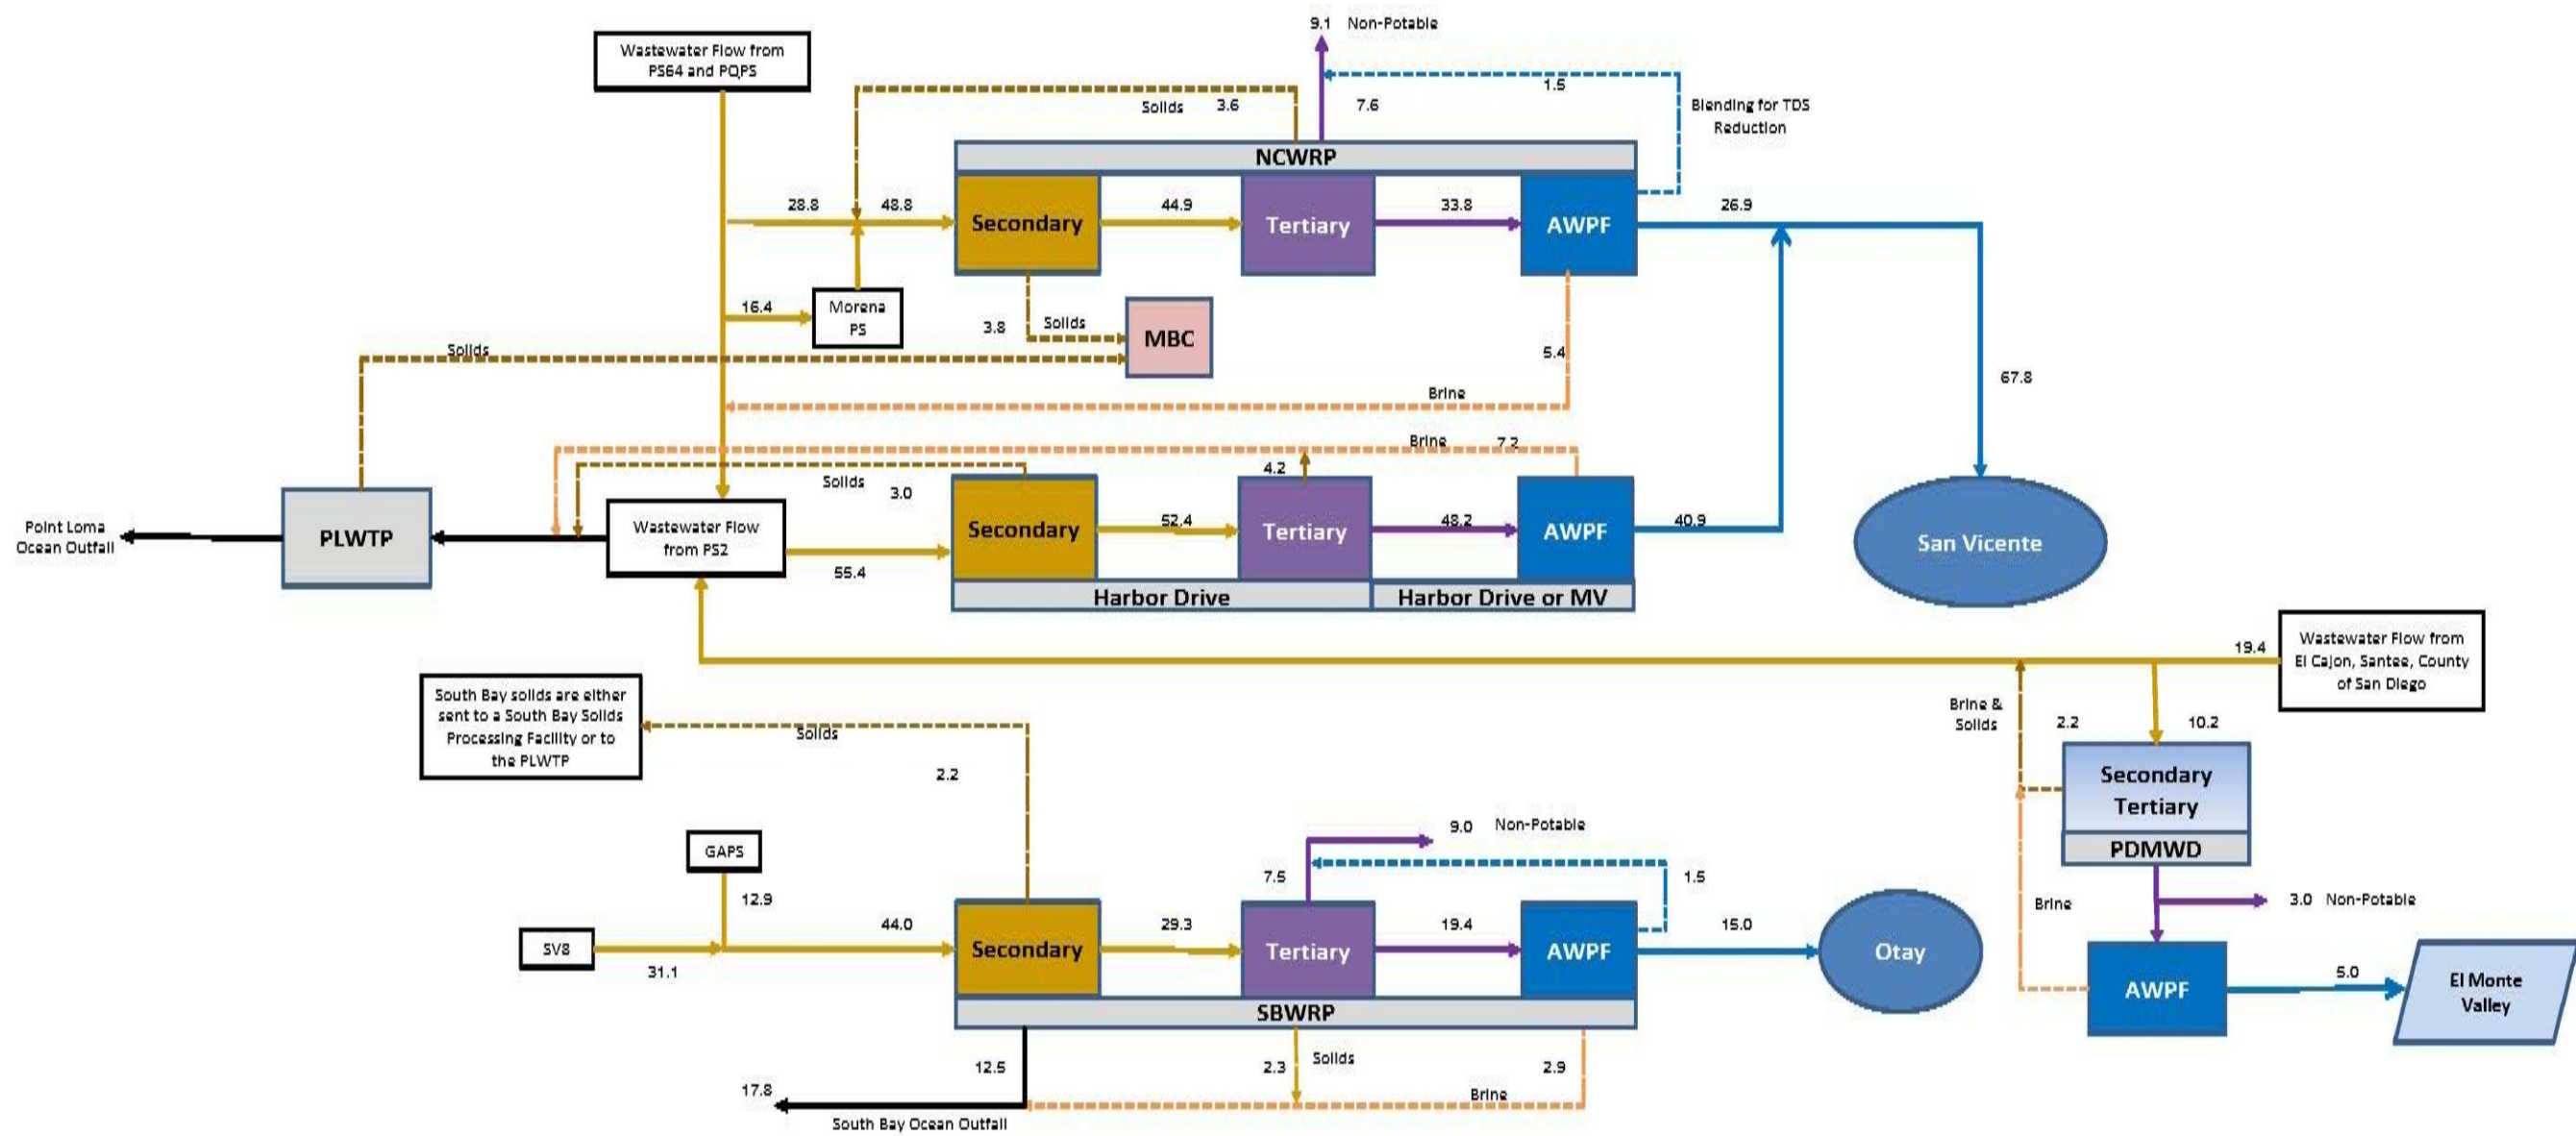 9.1 Non-Potable
Wastewater Flow from
PS64 and PQPS
1.5
Solids 3.6
7.6
Blending for TDS
Reduction
NCWRP
28.8
48.8
Secondary
44.9
Tertiary
33.8
AWPF
26.9
16.4
Morena
PS
3.8
Solids
MBC
Solids
5.4
67.8
Brine
Brine 7.2
4.2
Solids
3.0
Point Loma
Ocean Outfall
PLWTP
Wastewater Flow
from PS2
55.4
Secondary
52.4
Tertiary
48.2
AWPF
40.9
San Vicente
Harbor Drive
Harbor Drive or MV
19.4
Wastewater Flow from
El Cajon, Santee, County
of San Diego
South Bay solids are either
sent to a South Bay Solids
Processing Facility or to
the PLWTP
Solids
2.2
Brine &
Solids
2.2
10.2
Secondary
Tertiary
PDMWD
9.0 Non-Potable
GAPS
12.9
7.5
1.5
3.0 Non-Potable
Brine
SV8
31.1
44.0
Secondary
29.3
Tertiary
19.4
AWPF
15.0
Otay
AWPF
5.0
El Monte
Valley
SBWRP
12.5
2.3
Solids
2.9
17.8
Brine
South Bay Ocean Outfall